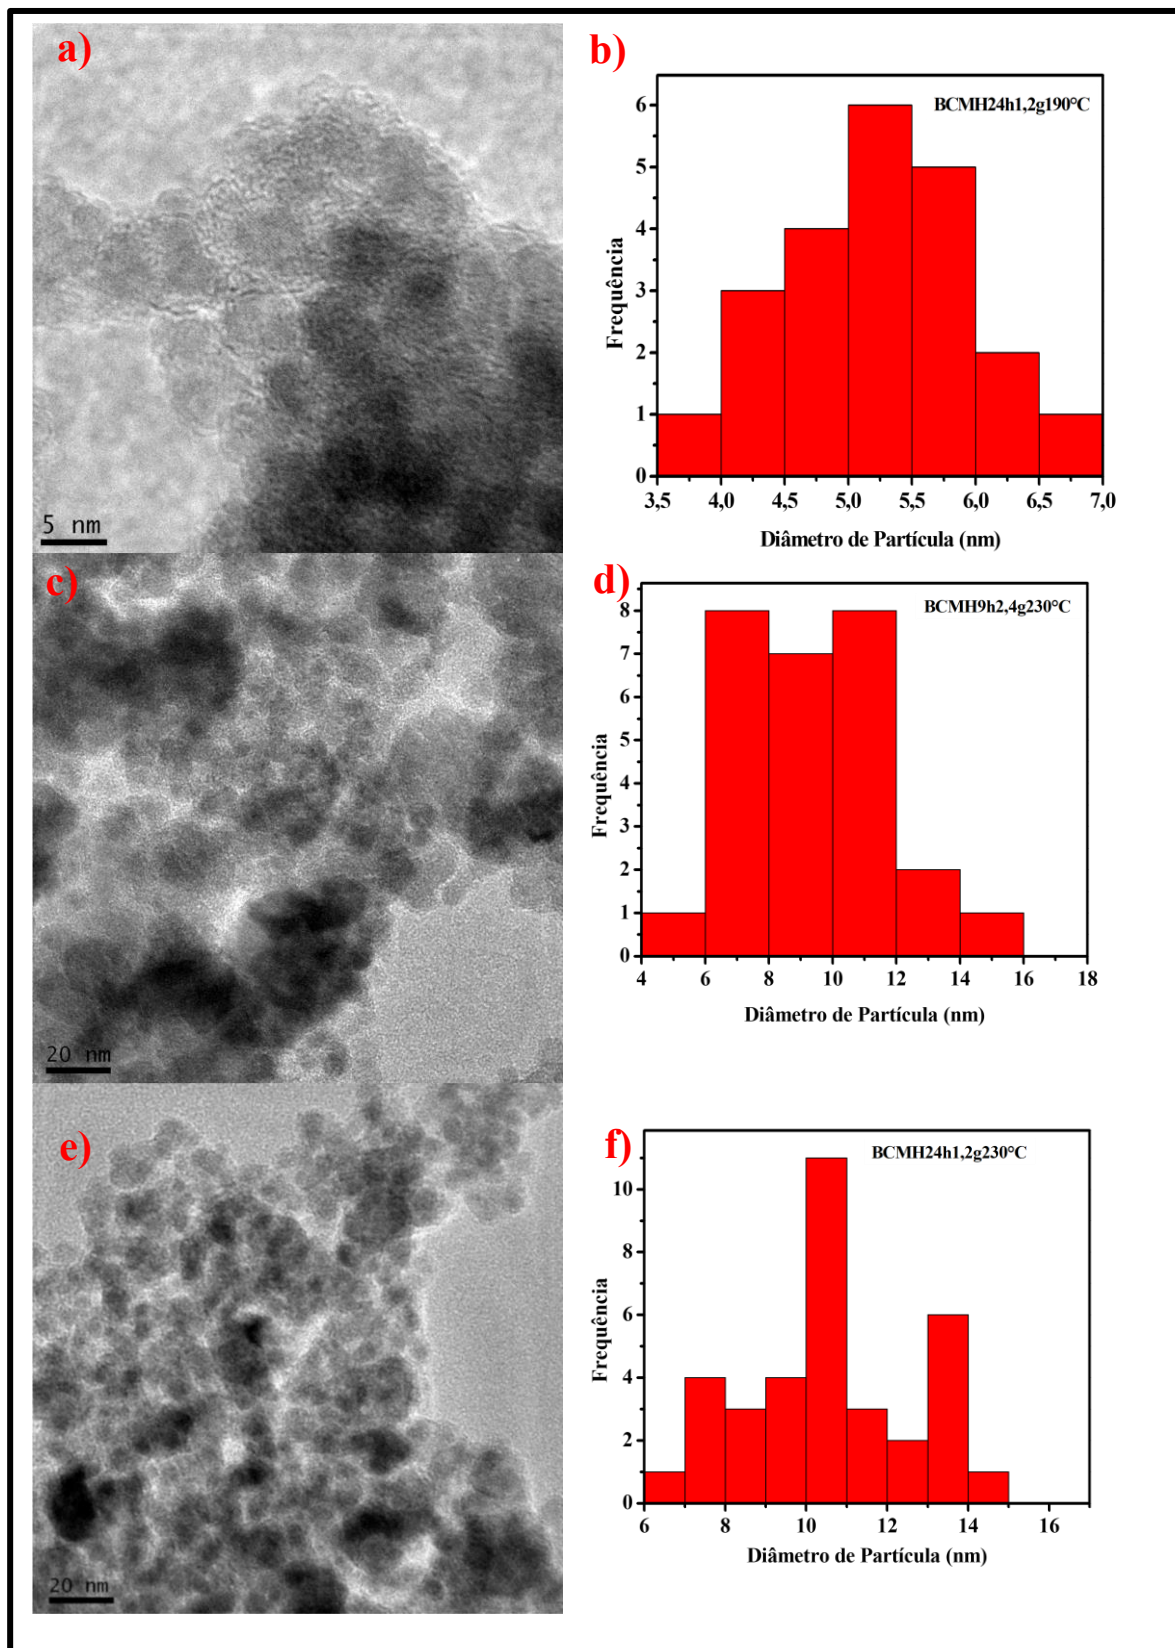 a)
5 nm
b)
BCMH24h1,2g190°C
Frequência
6
5
4
3
2
1
0
3,5 4,0 4,5 5,0 5,5 6,0 6,5 7,0
Diâmetro de Partícula (nm)
c)
20 nm
d)
BCMH9h2,4g230°C
Frequência
8
7
6
5
8
2
1
0
4 6 8 10 12 14 16 18
Diâmetro de Partícula (nm)
e)
20 nm
f)
BCMH24h1,2g230°C
Frequência
10
8
6
4
2
0
6 8 10 12 14 16
Diâmetro de Partícula (nm)